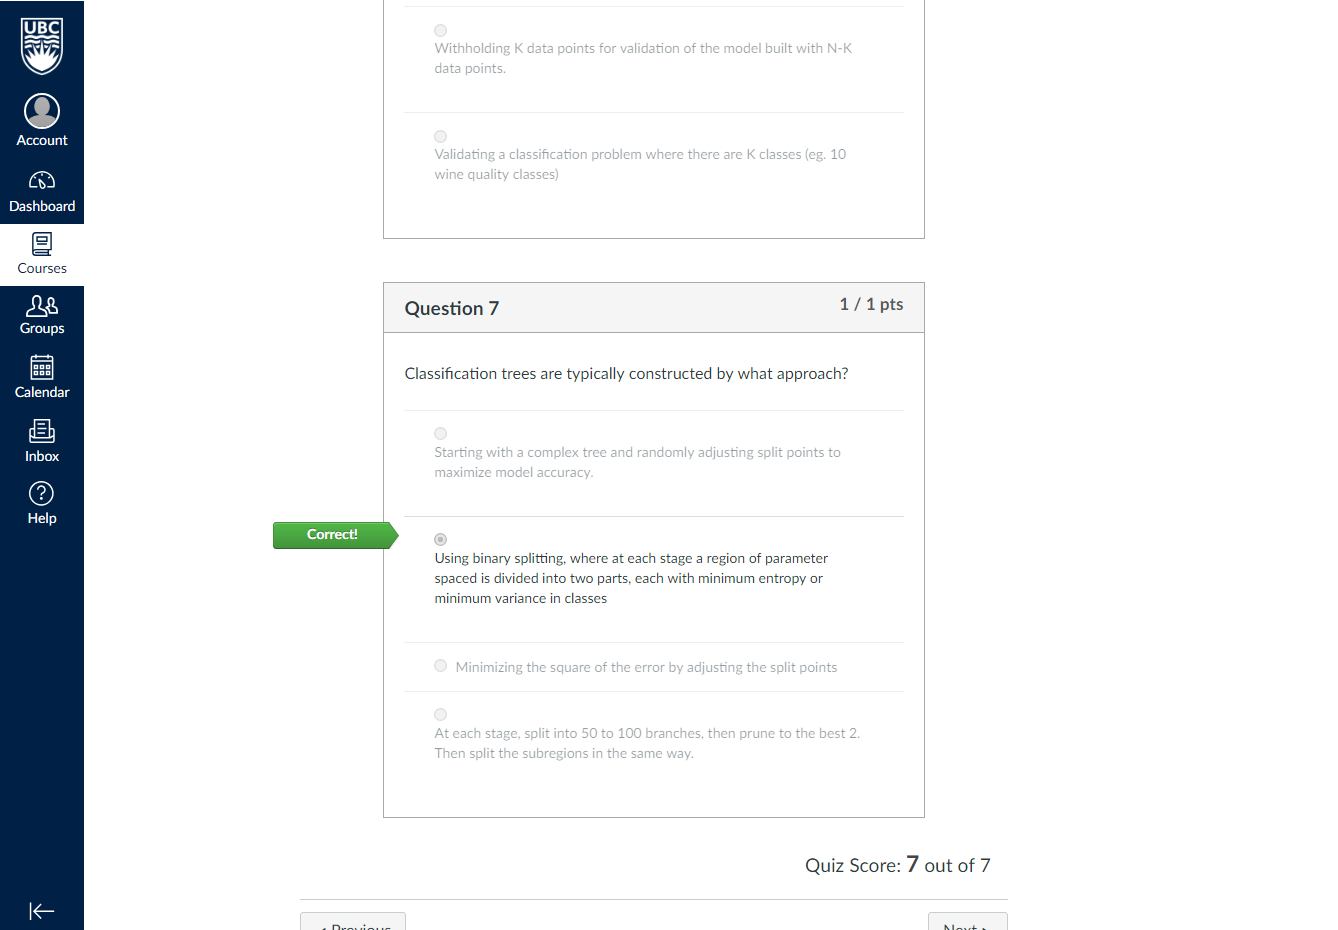 UBC
Account
Dashboard
Courses
Groups
Calendar
Inbox
Help
Withholding K data points for validation of the model built with N-K
data points.
Validating a classification problem where there are K classes (eg. 10
wine quality classes)
Question 7
1 / 1 pts
Classification trees are typically constructed by what approach?
Starting with a complex tree and randomly adjusting split points to
maximize model accuracy.
Correct!
Using binary splitting, where at each stage a region of parameter
spaced is divided into two parts, each with minimum entropy or
minimum variance in classes
Minimizing the square of the error by adjusting the split points
At each stage, split into 50 to 100 branches, then prune to the best 2.
Then split the subregions in the same way.
Quiz Score: 7 out of 7
Previous
Next